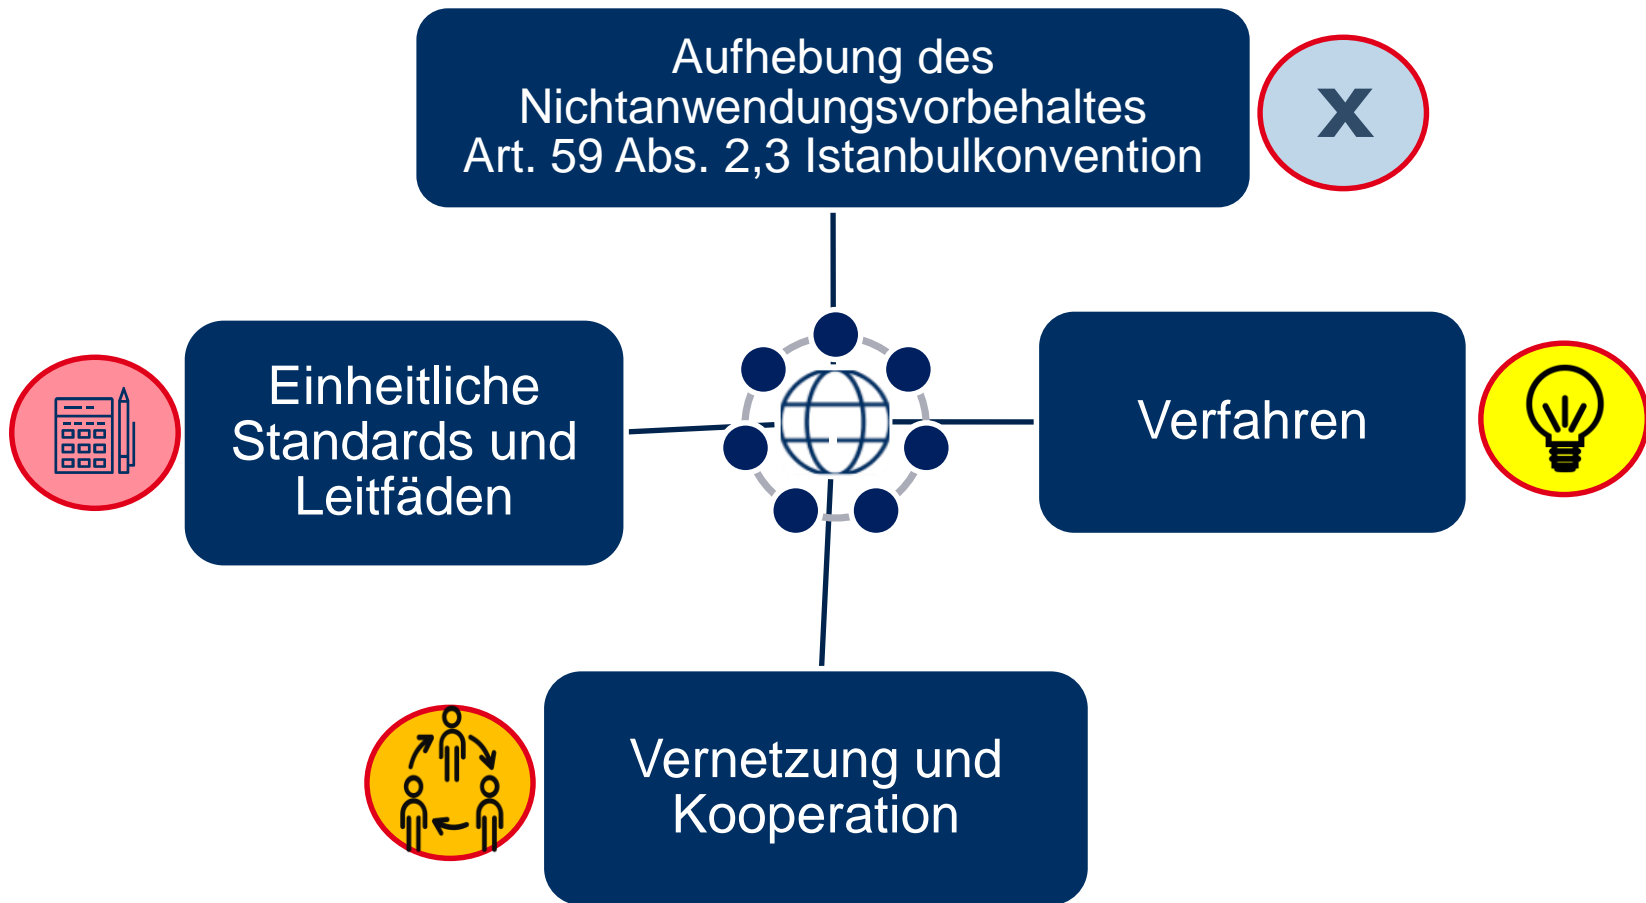 Aufhebung des
Nichtanwendungsvorbehaltes
Art. 59 Abs. 2,3 Istanbulkonvention
x
Einheitliche
Standards und
Leitfäden
Verfahren
Vernetzung und
Kooperation